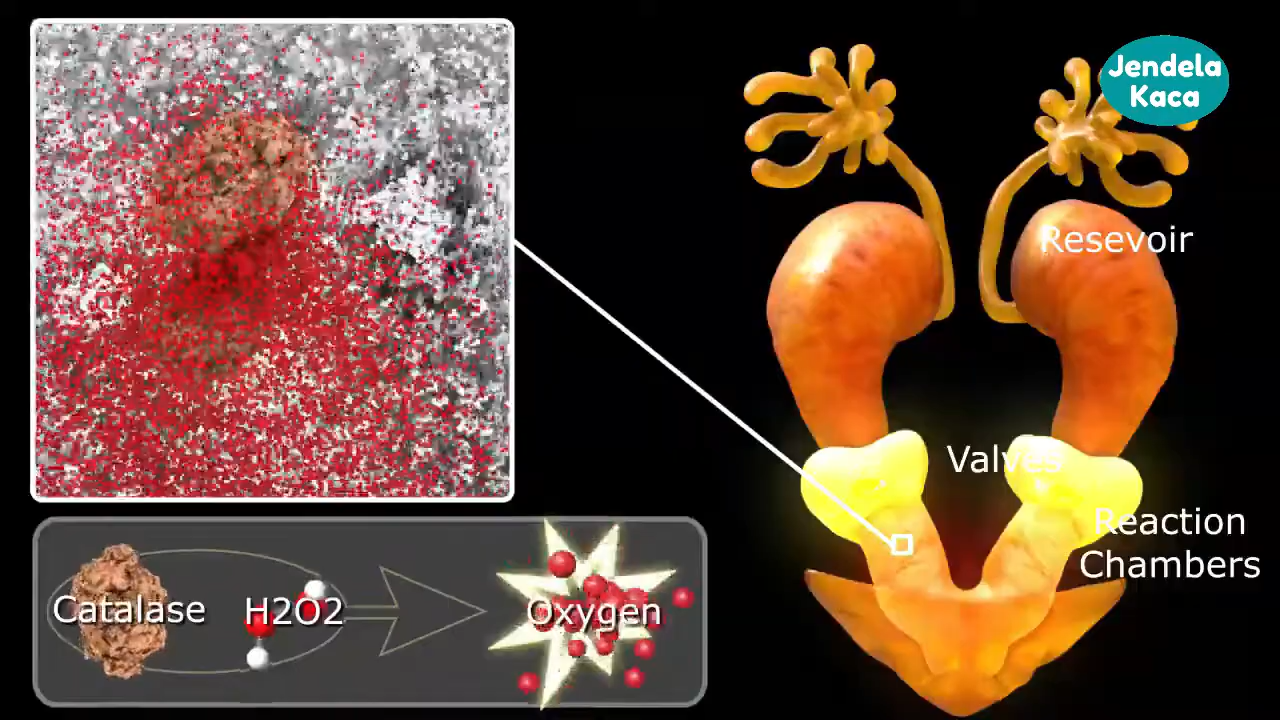 Jendela
Kaca
Resevoir
Valves
Reaction
Chambers
Catalase
H2O2
Oxygen